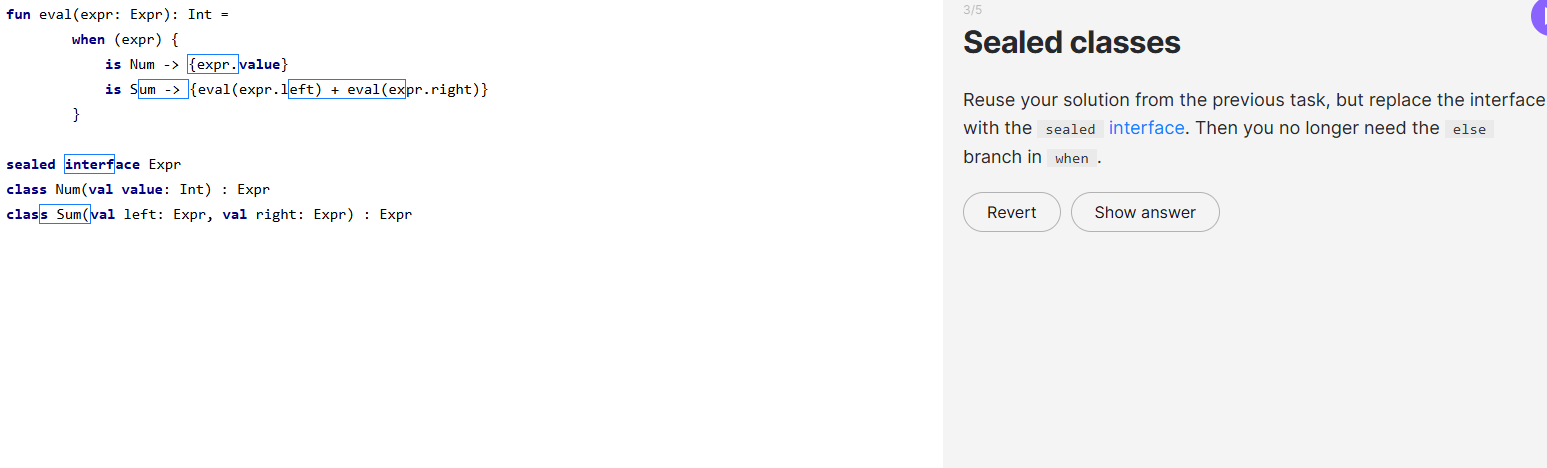 fun eval(expr: Expr): Int =
        when (expr) {
            is Num -> {expr.value}
            is Sum -> {eval(expr.left) + eval(expr.right)}
        }

sealed interface Expr
class Num(val value: Int) : Expr
class Sum(val left: Expr, val right: Expr) : Expr
3/5
Sealed classes
Reuse your solution from the previous task, but replace the interface
with the sealed interface. Then you no longer need the else
branch in when.
Revert
Show answer